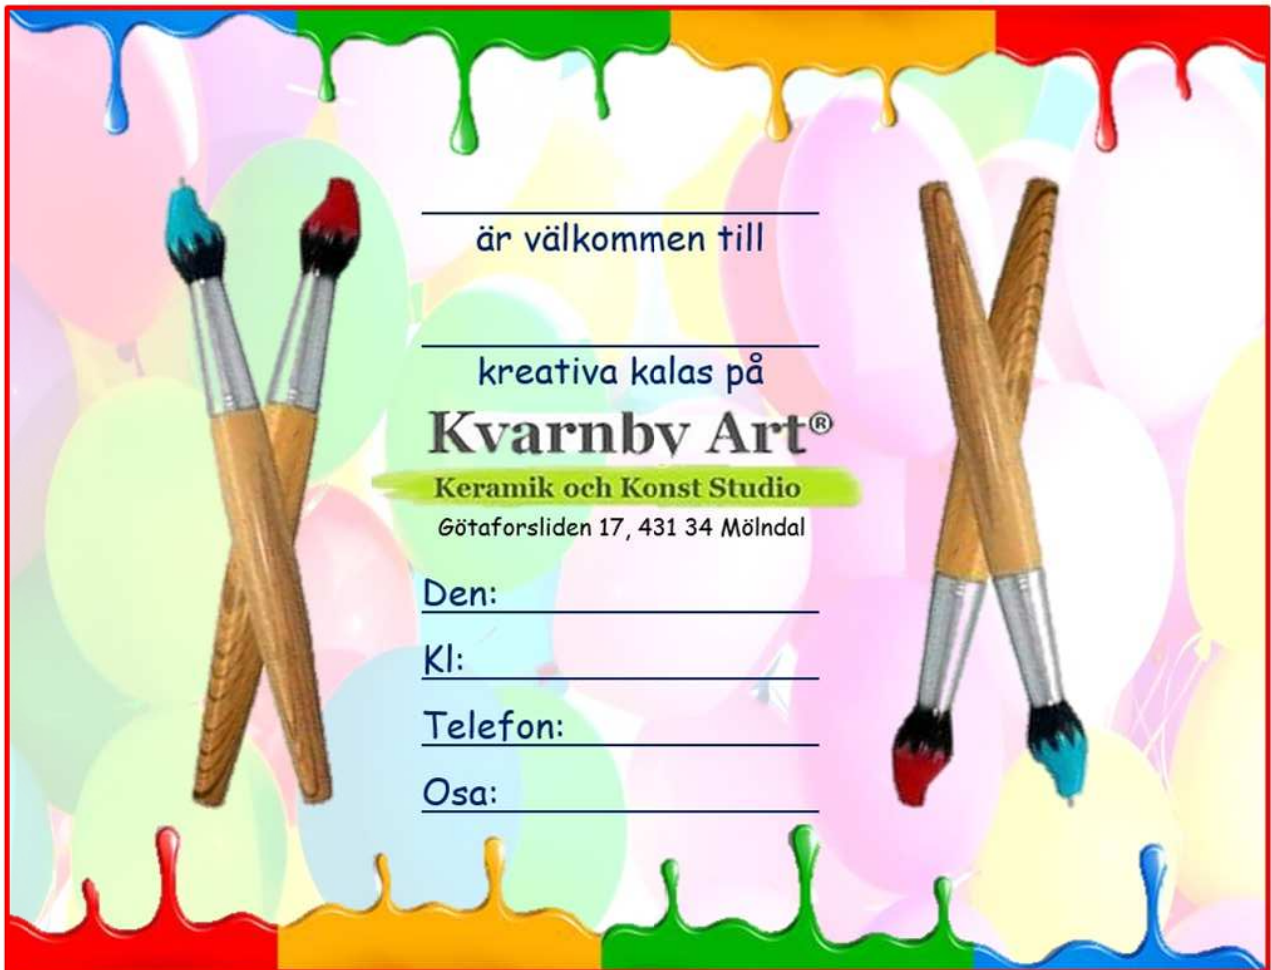 är välkommen till
kreativa kalas på
Kvarnby Art®
Keramik och Konst Studio
Götaforsliden 17, 431 34 Mölndal
Den:
Kl:
Telefon:
Osa: